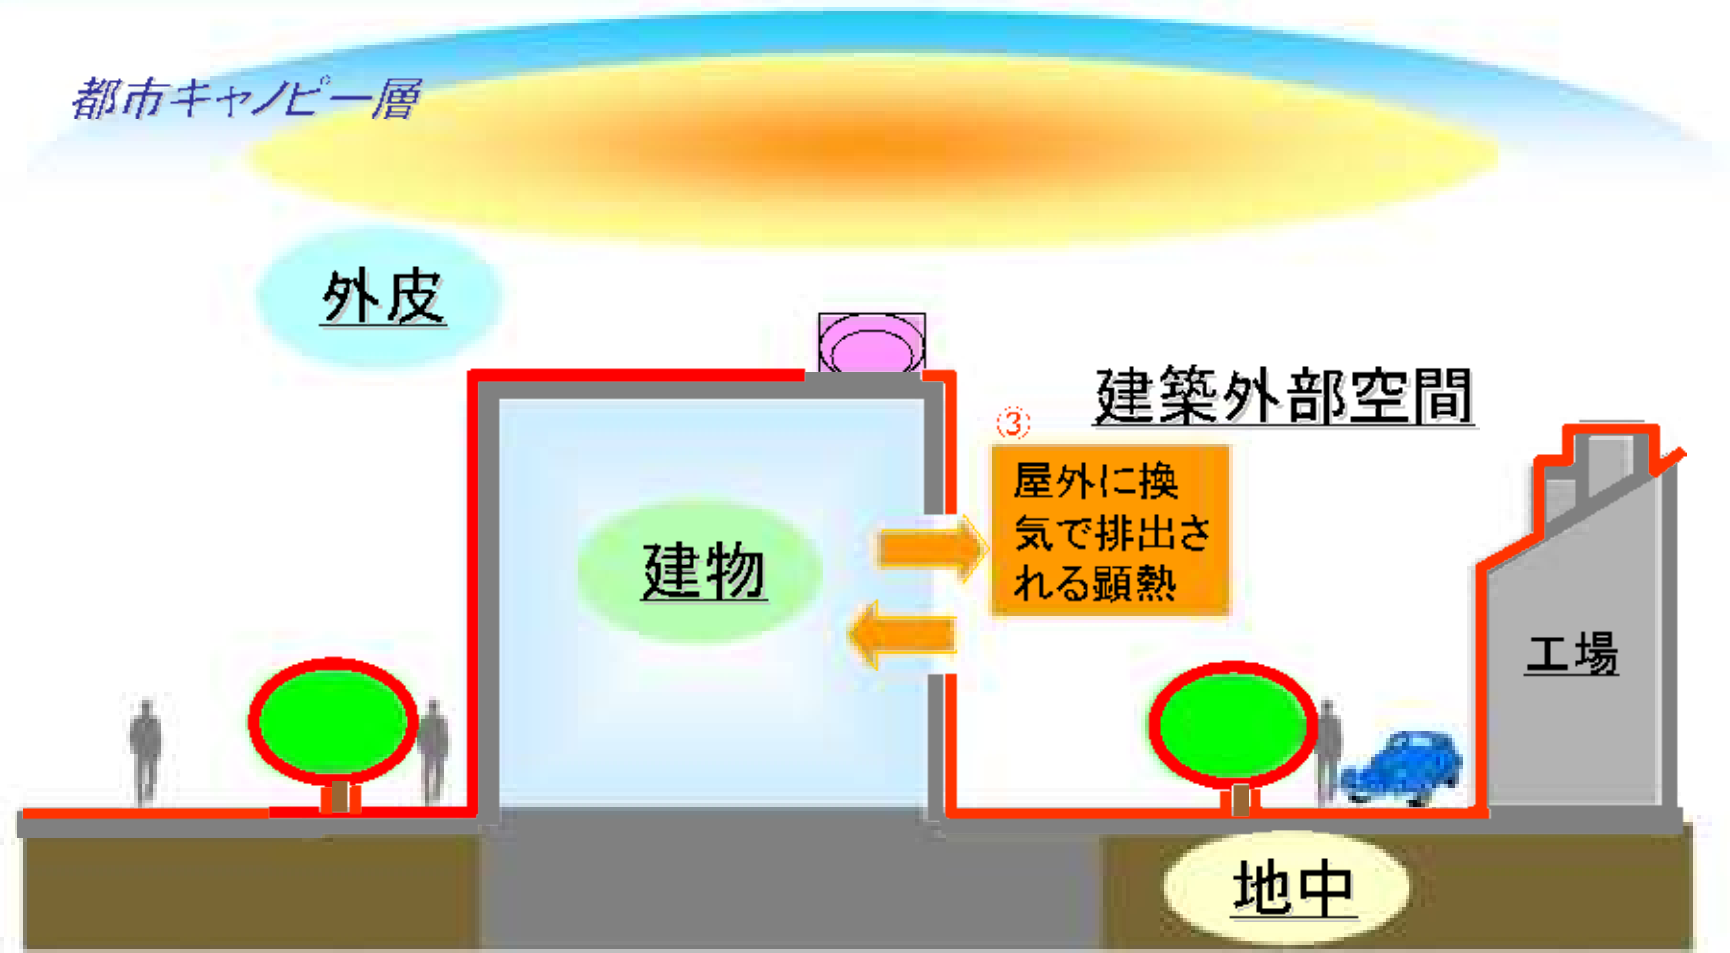 都市キャノピー層
外皮
建築外部空間
③
屋外に換
気で排出さ
れる顕熱
建物
工場
地中